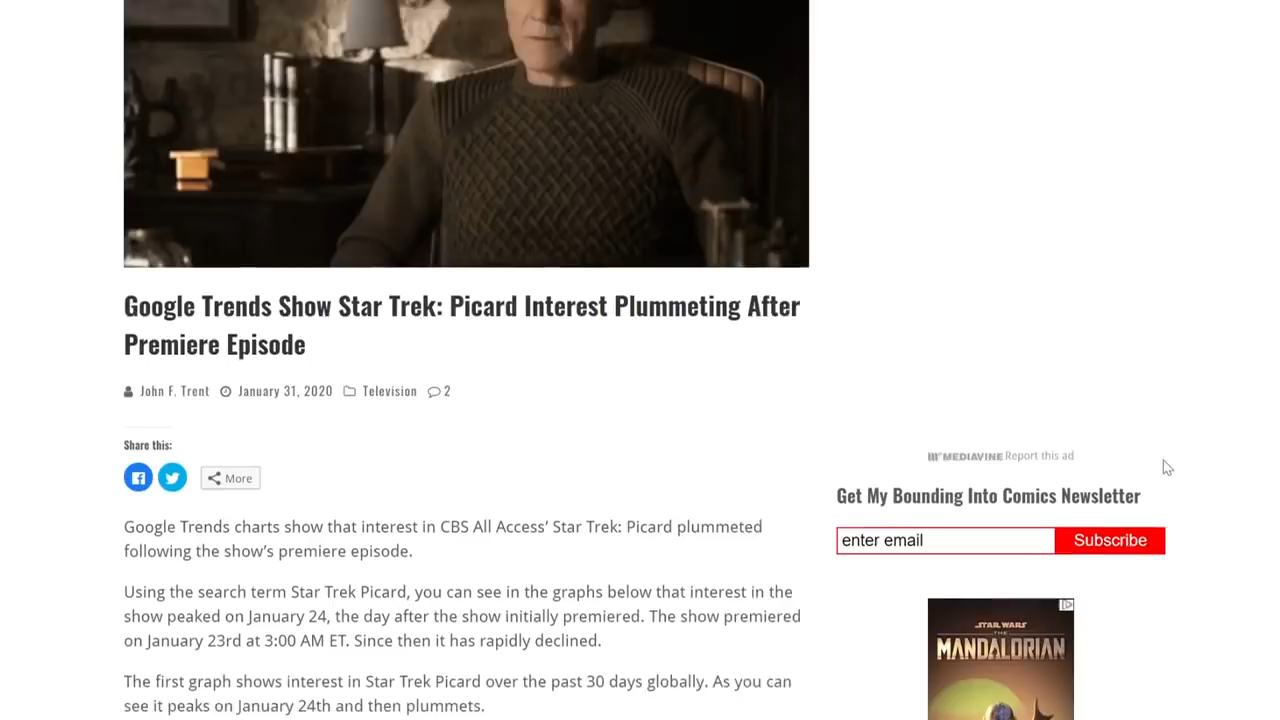 Google Trends Show Star Trek: Picard Interest Plummeting After
Premiere Episode
John F. Trent January 31, 2020 Television 2
Share this:
More
Google Trends charts show that interest in CBS All Access’ Star Trek: Picard plummeted
following the show’s premiere episode.
Using the search term Star Trek Picard, you can see in the graphs below that interest in the
show peaked on January 24, the day after the show initially premiered. The show premiered
on January 23rd at 3:00 AM ET. Since then it has rapidly declined.
The first graph shows interest in Star Trek Picard over the past 30 days globally. As you can
see it peaks on January 24th and then plummets.
MEDIAVINE Report this ad
Get My Bounding Into Comics Newsletter
enter email Subscribe
STAR WARS
THE
MANDALORIAN